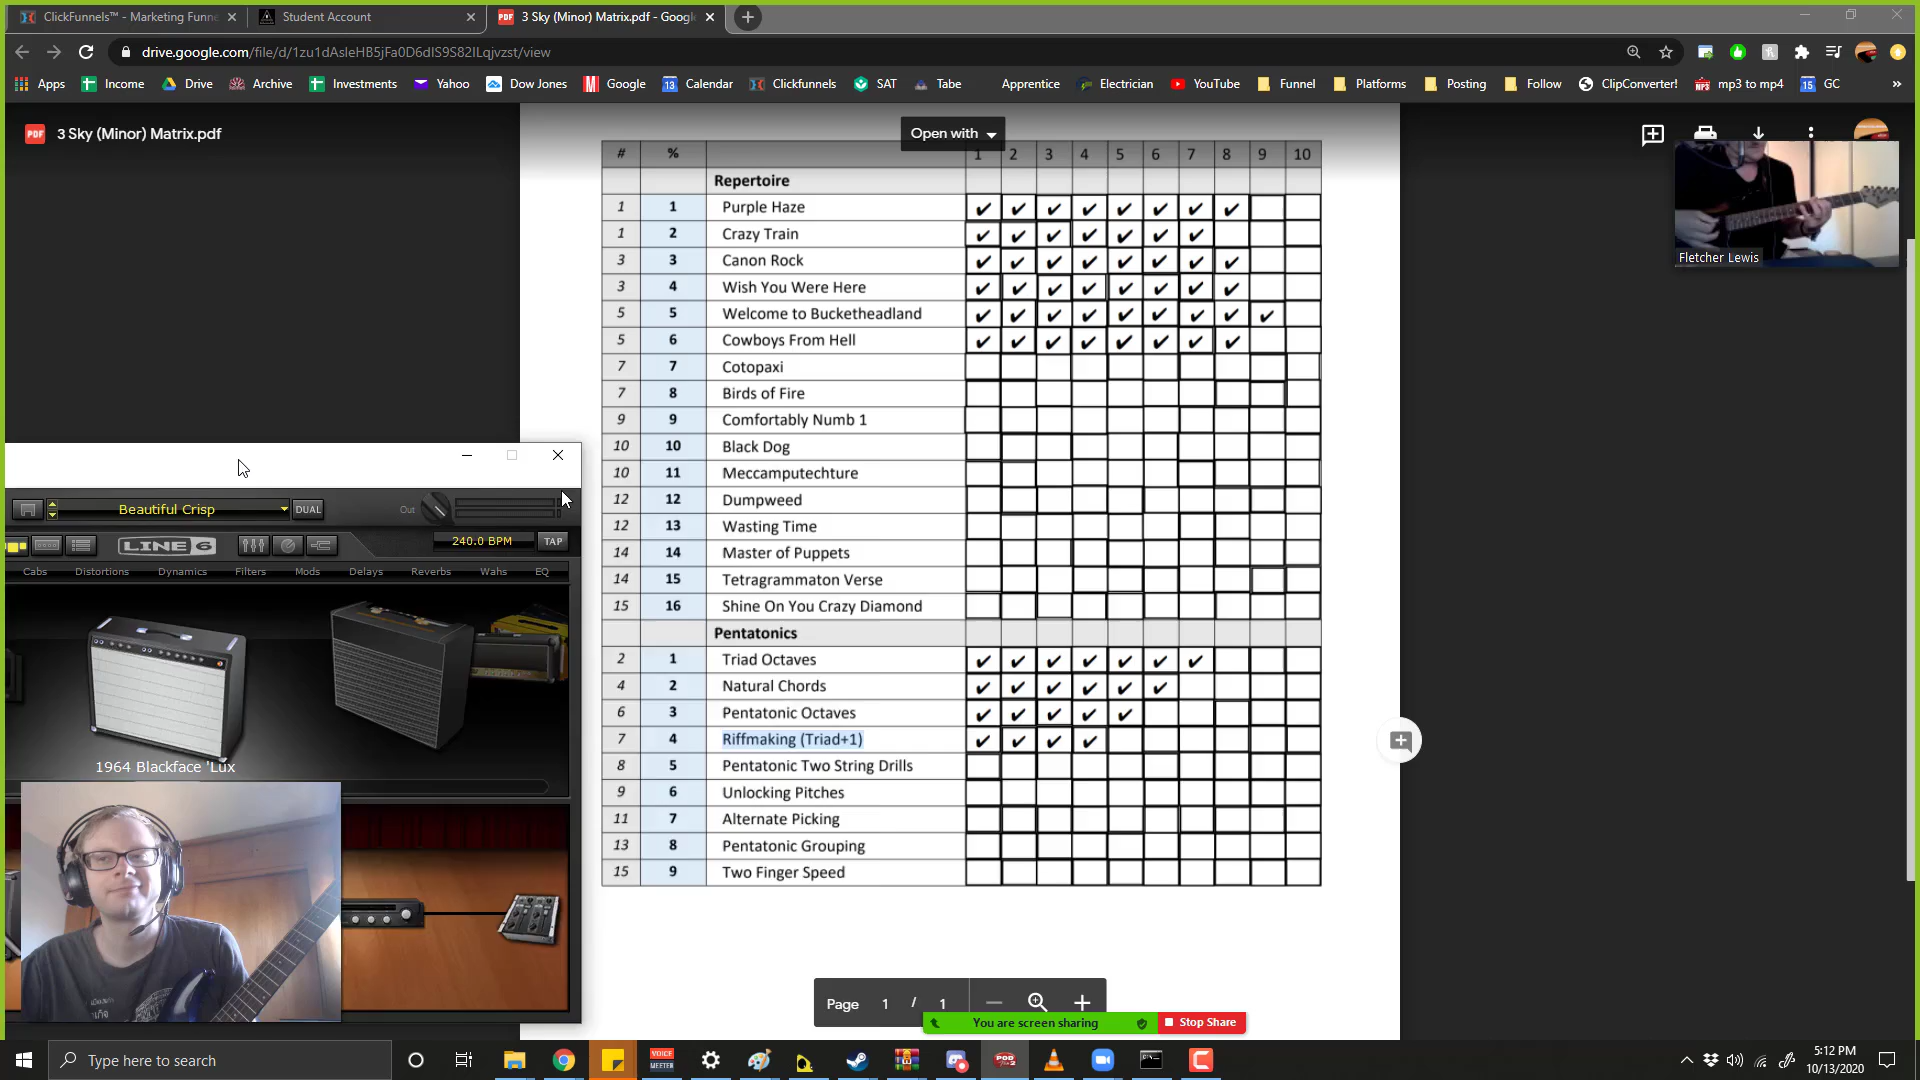 ClickFunnels™ - Marketing Funne
Student Account
3 Sky (Minor) Matrix.pdf - Googl
drive.google.com/file/d/1zu1dAsleHB5jFa0D6dIS9S82ILqjvzst/view
Apps Income Drive Archive Investments Yahoo Dow Jones Google Calendar Clickfunnels SAT Tabe Apprentice Electrician YouTube Funnel Platforms Posting Follow ClipConverter! mp3 to mp4 GC »
PDF 3 Sky (Minor) Matrix.pdf
Open with
# % 1 2 3 4 5 6 7 8 9 10
Repertoire
1 1 Purple Haze ✔ ✔ ✔ ✔ ✔ ✔ ✔ ✔
1 2 Crazy Train ✔ ✔ ✔ ✔ ✔ ✔ ✔
3 3 Canon Rock ✔ ✔ ✔ ✔ ✔ ✔ ✔ ✔
3 4 Wish You Were Here ✔ ✔ ✔ ✔ ✔ ✔ ✔ ✔
5 5 Welcome to Bucketheadland ✔ ✔ ✔ ✔ ✔ ✔ ✔ ✔ ✔
5 6 Cowboys From Hell ✔ ✔ ✔ ✔ ✔ ✔ ✔ ✔
7 7 Cotopaxi
7 8 Birds of Fire
9 9 Comfortably Numb 1
10 10 Black Dog
10 11 Meccamputechture
12 12 Dumpweed
12 13 Wasting Time
14 14 Master of Puppets
14 15 Tetragrammaton Verse
15 16 Shine On You Crazy Diamond
Pentatonics
2 1 Triad Octaves ✔ ✔ ✔ ✔ ✔ ✔ ✔
4 2 Natural Chords ✔ ✔ ✔ ✔ ✔ ✔
6 3 Pentatonic Octaves ✔ ✔ ✔ ✔ ✔
7 4 Riffmaking (Triad+1) ✔ ✔ ✔ ✔
8 5 Pentatonic Two String Drills
9 6 Unlocking Pitches
11 7 Alternate Picking
13 8 Pentatonic Grouping
15 9 Two Finger Speed
Fletcher Lewis
Beautiful Crisp DUAL Out
LINE 6 240.0 BPM TAP
Cabs Distortions Dynamics Filters Mods Delays Reverbs Wahs EQ
1964 Blackface 'Lux
Page 1 / 1
You are screen sharing Stop Share
Type here to search
VOICE MEETER
5:12 PM
10/13/2020